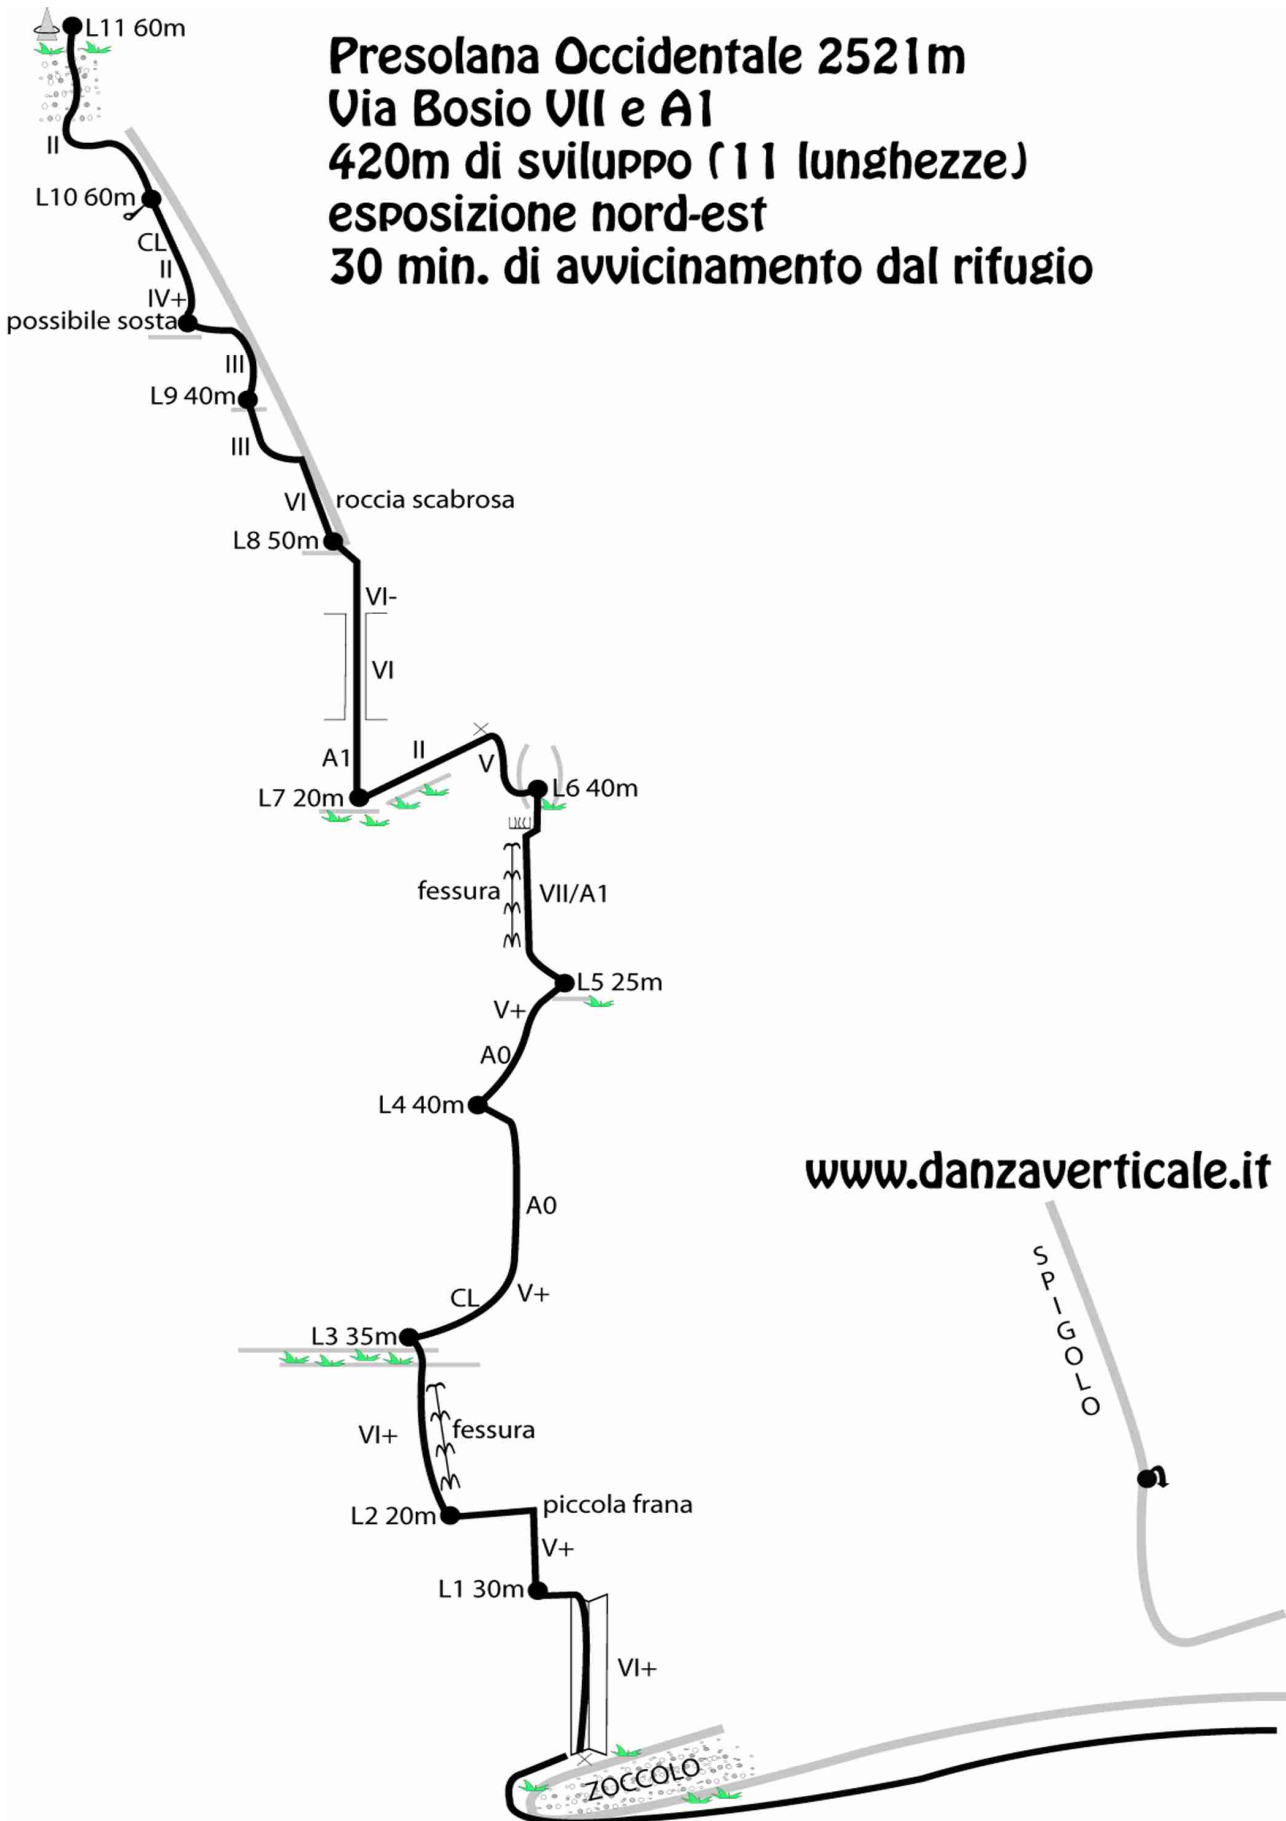 L11 60m
Presolana Occidentale 2521m
Via Bosio VII e A1
420m di sviluppo (11 lunghezze)
esposizione nord-est
30 min. di avvicinamento dal rifugio
II
L10 60m
CL
II
IV+
possibile sosta
III
L9 40m
III
VI
roccia scabrosa
L8 50m
VI-
VI
A1
II
V
L7 20m
L6 40m
fessura
VII/A1
L5 25m
V+
A0
L4 40m
www.danzaverticale.it
A0
SPIGOLO
CL
V+
L3 35m
VI+
fessura
L2 20m
piccola frana
V+
L1 30m
VI+
ZOCCOLO